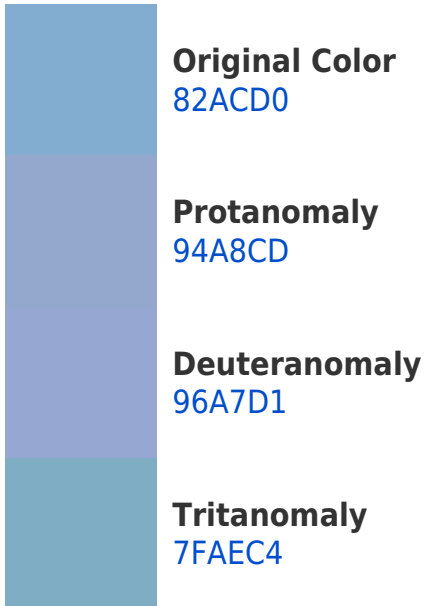 Original Color
82ACD0
Protanomaly
94A8CD
Deuteranomaly
96A7D1
Tritanomaly
7FAEC4